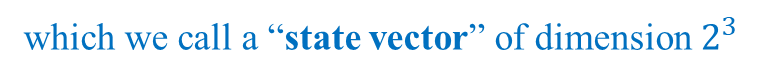 which we call a “state vector” of dimension 2³